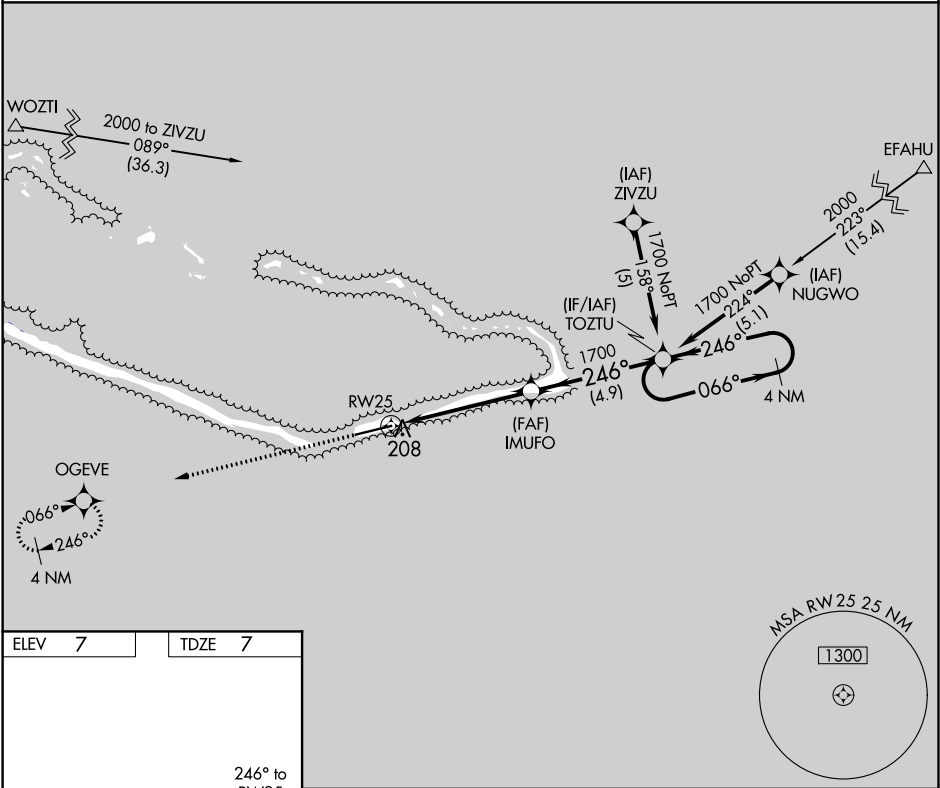 WOZTI
2000 to ZIVZU
089°
(36.3)
EFAHU
2000
223°
(15.4)
(IAF)
ZIVZU
1700 NoPT
158°
(5)
(IAF)
NUGWO
1700 NoPT
224°
(5.1)
(IF/IAF)
TOZTU
1700
246°
(4.9)
246°
066°
4 NM
RW25
208
(FAF)
IMUFO
OGEVE
066°
246°
4 NM
MSA RW 25 25 NM
1300
ELEV 7
TDZE 7
246° to
RW25